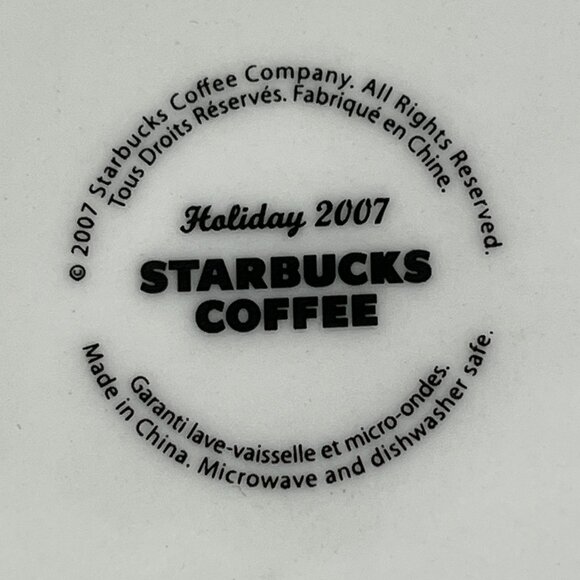 © 2007 Starbucks Coffee Company. All Rights Reserved.
Tous Droits Réservés. Fabriqué en Chine.
Holiday 2007
STARBUCKS
COFFEE
Garanti lave-vaisselle et micro-ondes.
Made in China. Microwave and dishwasher safe.